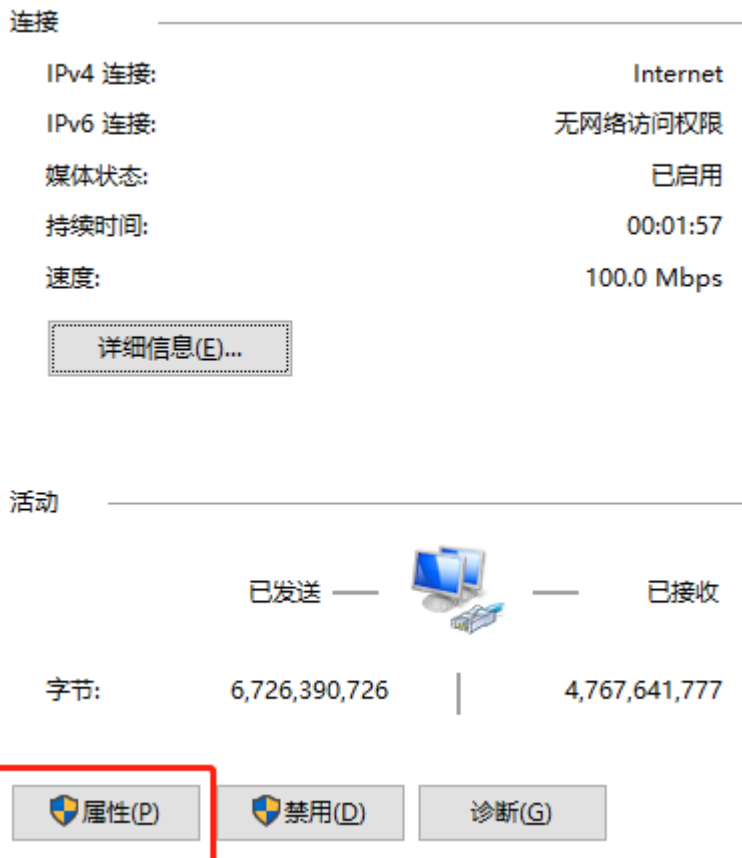 连接
IPv4 连接: Internet
IPv6 连接: 无网络访问权限
媒体状态: 已启用
持续时间: 00:01:57
速度: 100.0 Mbps
详细信息(E)...
活动
已发送 已接收
字节: 6,726,390,726 4,767,641,777
属性(P) 禁用(D) 诊断(G)